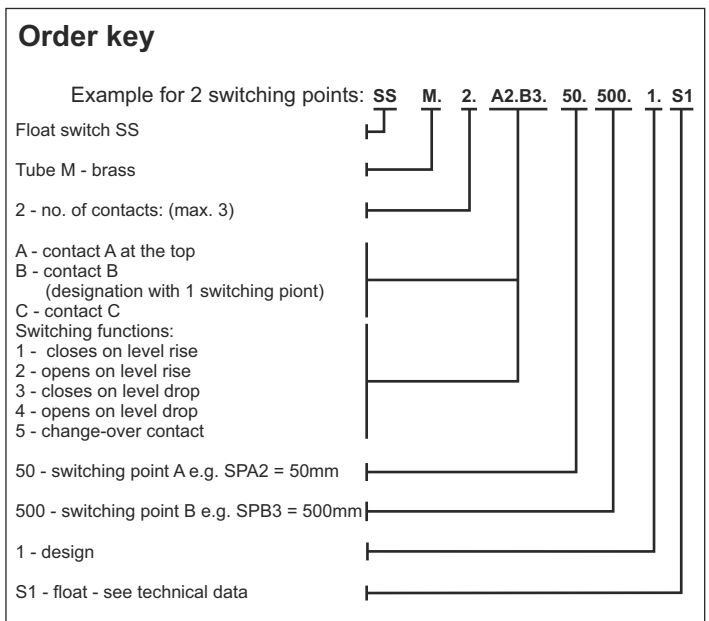 Order key
Example for 2 switching points: SS M. 2. A2.B3. 50. 500. 1. S1
Float switch SS
Tube M - brass
2 - no. of contacts: (max. 3)
A - contact A at the top
B - contact B
(designation with 1 switching piont)
C - contact C
Switching functions:
1 - closes on level rise
2 - opens on level rise
3 - closes on level drop
4 - opens on level drop
5 - change-over contact
50 - switching point A e.g. SPA2 = 50mm
500 - switching point B e.g. SPB3 = 500mm
1 - design
S1 - float - see technical data